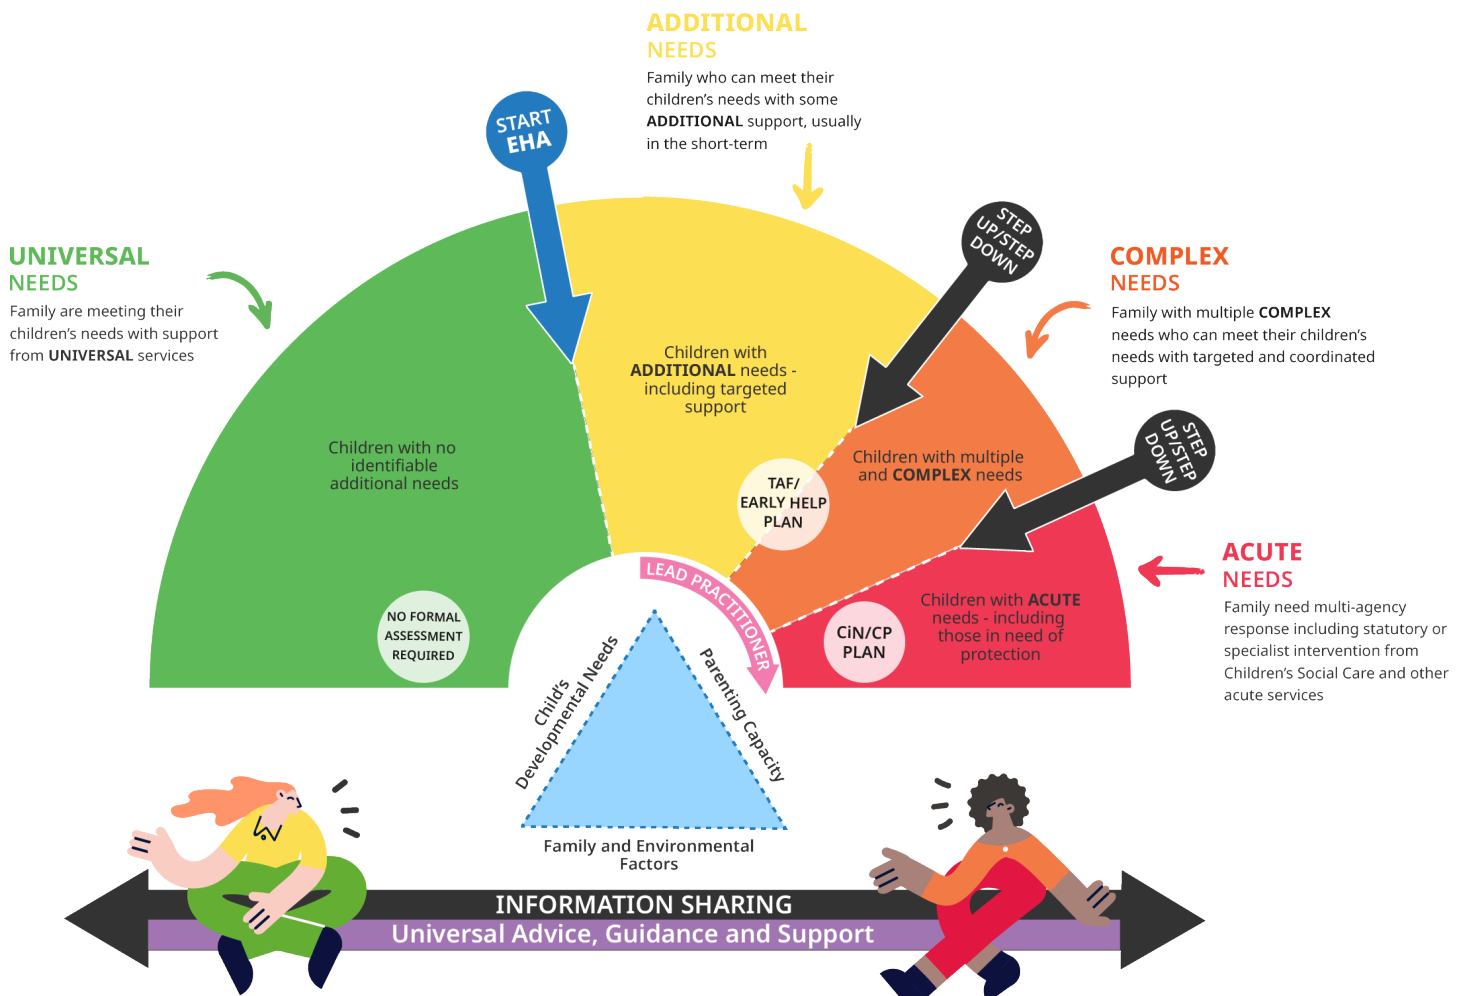 ADDITIONAL
NEEDS
Family who can meet their
children's needs with some
ADDITIONAL support, usually
in the short-term
START
EHA
STEP
UP/STEP
DOWN
UNIVERSAL
NEEDS
Family are meeting their
children's needs with support
from UNIVERSAL services
COMPLEX
NEEDS
Family with multiple COMPLEX
needs who can meet their children's
needs with targeted and coordinated
support
Children with
ADDITIONAL needs -
including targeted
support
Children with no
identifiable
additional needs
Children with multiple
and COMPLEX needs
STEP
UP/STEP
DOWN
TAF/
EARLY HELP
PLAN
ACUTE
NEEDS
Family need multi-agency
response including statutory or
specialist intervention from
Children's Social Care and other
acute services
LEAD PRACTITIONER
NO FORMAL
ASSESSMENT
REQUIRED
CiN/CP
PLAN
Children with ACUTE
needs - including
those in need of
protection
Child's
Developmental Needs
Parenting Capacity
Family and Environmental
Factors
INFORMATION SHARING
Universal Advice, Guidance and Support